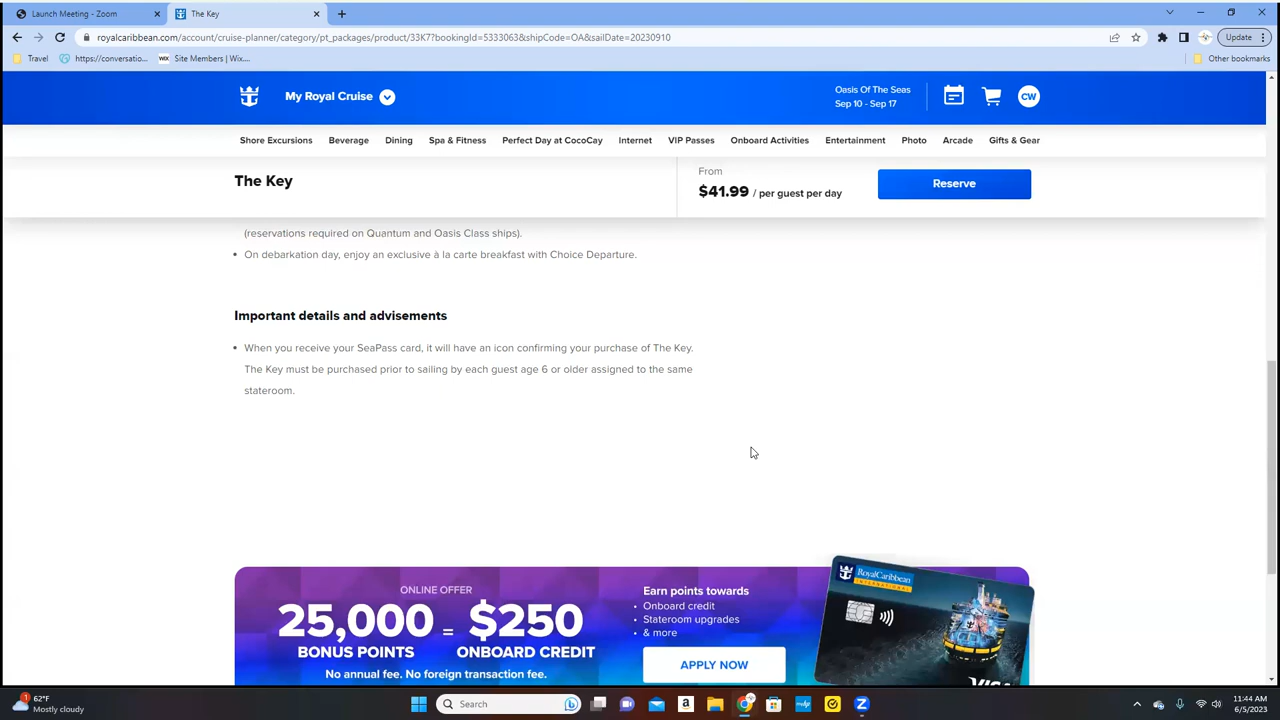 Launch Meeting - Zoom
The Key
royalcaribbean.com/account/cruise-planner/category/pt_packages/product/33K7?bookingId=5333063&shipCode=OA&sailDate=20230910
Update
Travel
https://conversatio...
WIX Site Members | Wix....
Other bookmarks
My Royal Cruise
Oasis Of The Seas
Sep 10 - Sep 17
CW
Shore Excursions
Beverage
Dining
Spa & Fitness
Perfect Day at CocoCay
Internet
VIP Passes
Onboard Activities
Entertainment
Photo
Arcade
Gifts & Gear
The Key
From
$41.99 / per guest per day
Reserve
(reservations required on Quantum and Oasis Class ships).
• On debarkation day, enjoy an exclusive à la carte breakfast with Choice Departure.
Important details and advisements
• When you receive your SeaPass card, it will have an icon confirming your purchase of The Key.
The Key must be purchased prior to sailing by each guest age 6 or older assigned to the same
stateroom.
ONLINE OFFER
25,000 = $250
BONUS POINTS ONBOARD CREDIT
No annual fee. No foreign transaction fee.
Earn points towards
• Onboard credit
• Stateroom upgrades
• & more
APPLY NOW
RoyalCaribbean
INTERNATIONAL
VISA
1
62°F
Mostly cloudy
Search
11:44 AM
6/5/2023